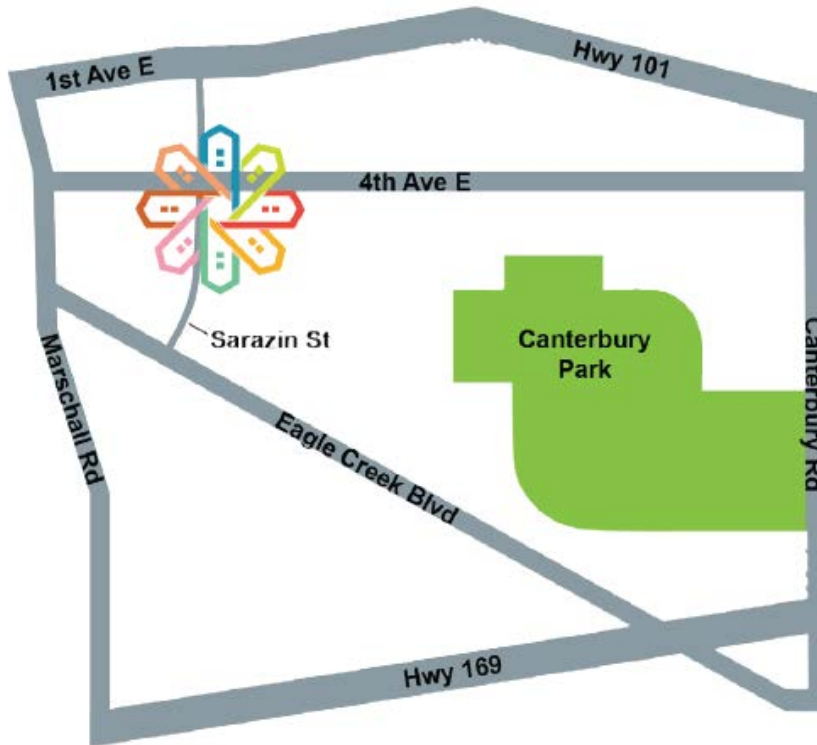 1st Ave E
Hwy 101
4th Ave E
Sarazin St
Canterbury
Park
Canterbury Rd
Marschall Rd
Eagle Creek Blvd
Hwy 169